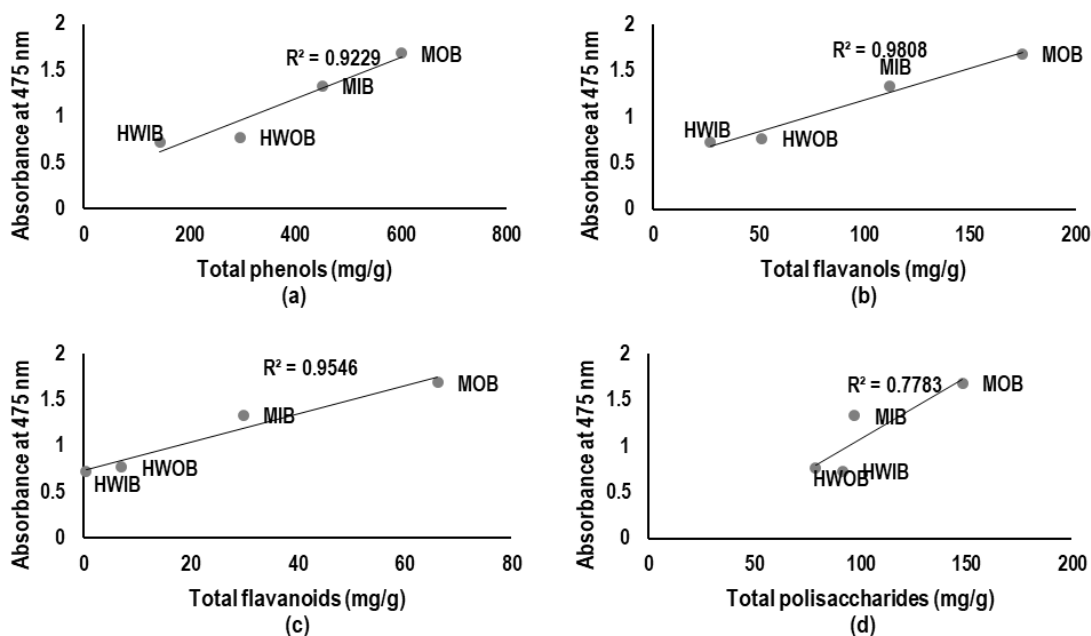 Absorbance at 475 nm
2
1.5
1
0.5
0
R² = 0.9229
MOB
MIB
HWIB
HWOB
0 200 400 600 800
Total phenols (mg/g)
(a)
Absorbance at 475 nm
2
1.5
1
0.5
0
R² = 0.9808
MIB
MOB
HWIB
HWOB
0 50 100 150 200
Total flavanols (mg/g)
(b)
Absorbance at 475 nm
2
1.5
1
0.5
0
R² = 0.9546
MOB
MIB
HWOB
HWIB
0 20 40 60 80
Total flavanoids (mg/g)
(c)
Absorbance at 475 nm
2
1.5
1
0.5
0
R² = 0.7783
MOB
MIB
HWOB HWIB
0 50 100 150 200
Total polisaccharides (mg/g)
(d)